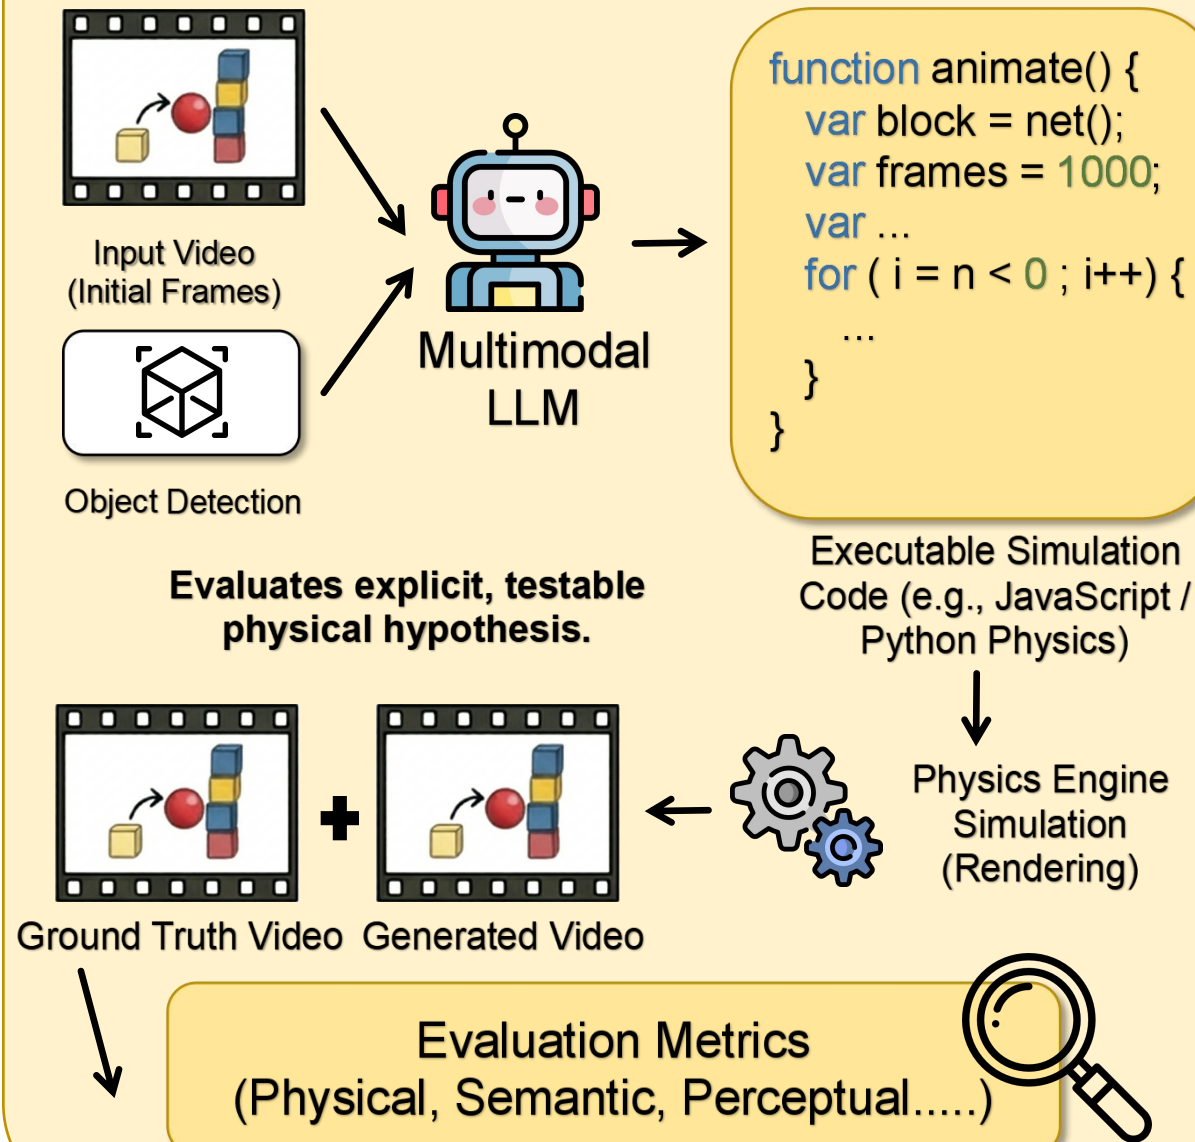 Input Video
(Initial Frames)
Object Detection
Multimodal
LLM
function animate() {
var block = net();
var frames = 1000;
var ...
for ( i = n < 0 ; i++) {
...
}
}
Executable Simulation
Code (e.g., JavaScript /
Python Physics)
Evaluates explicit, testable
physical hypothesis.
Physics Engine
Simulation
(Rendering)
Ground Truth Video
Generated Video
Evaluation Metrics
(Physical, Semantic, Perceptual.....)